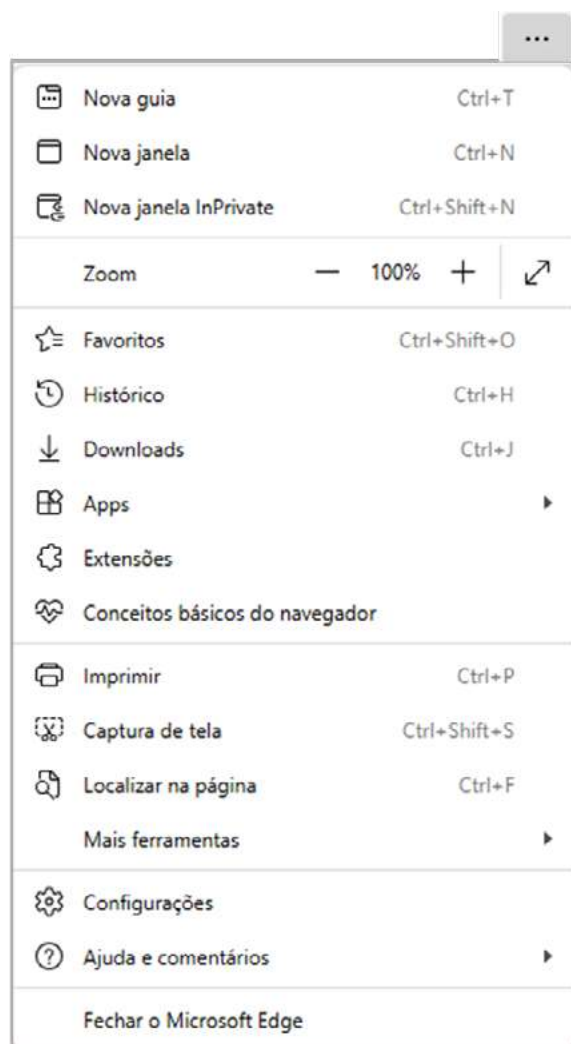 Nova guia Ctrl+T
Nova janela Ctrl+N
Nova janela InPrivate Ctrl+Shift+N
Zoom — 100% +
Favoritos Ctrl+Shift+O
Histórico Ctrl+H
Downloads Ctrl+J
Apps
Extensões
Conceitos básicos do navegador
Imprimir Ctrl+P
Captura de tela Ctrl+Shift+S
Localizar na página Ctrl+F
Mais ferramentas
Configurações
Ajuda e comentários
Fechar o Microsoft Edge